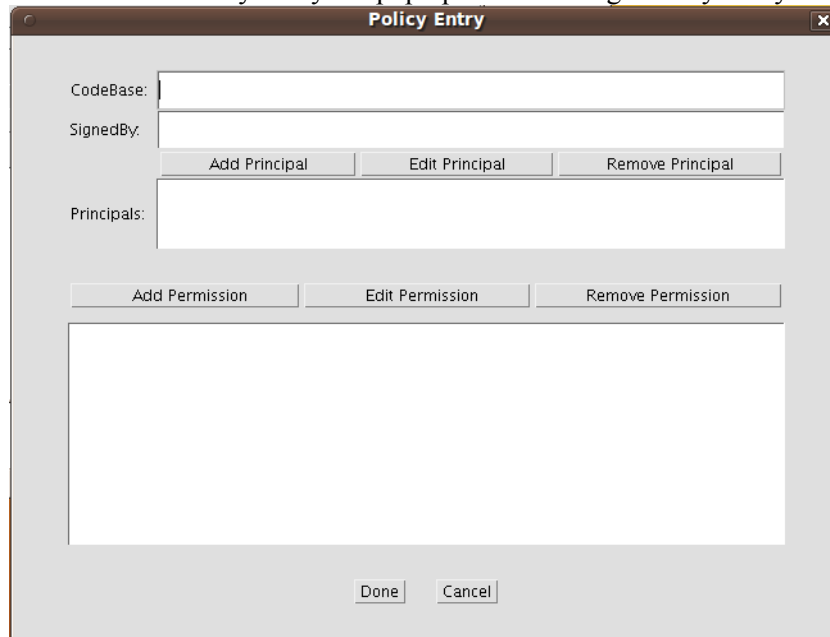 Policy Entry
CodeBase:
SignedBy:
Add Principal Edit Principal Remove Principal
Principals:
Add Permission Edit Permission Remove Permission
Done Cancel